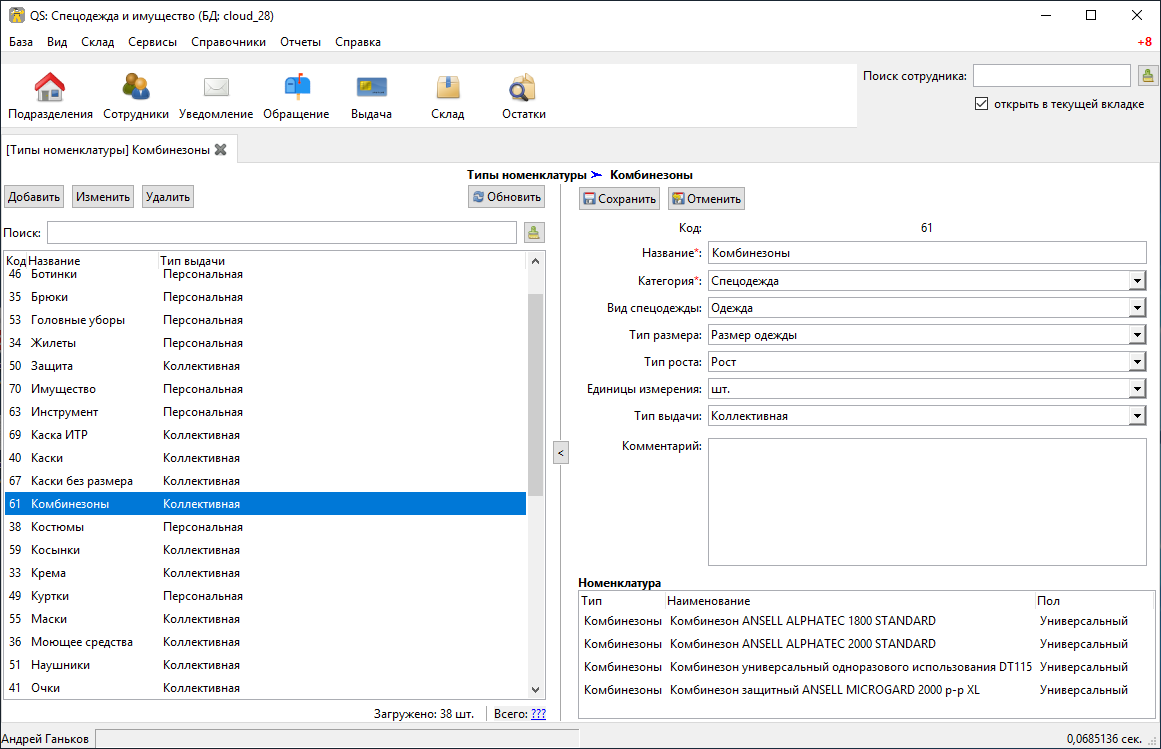 QS: Спецодежда и имущество (БД: cloud_28)
База Вид Склад Сервисы Справочники Отчеты Справка +8
Подразделения Сотрудники Уведомление Обращение Выдача Склад Остатки
Поиск сотрудника:
открыть в текущей вкладке
[Типы номенклатуры] Комбинезоны
Типы номенклатуры Комбинезоны
Добавить Изменить Удалить Обновить
Поиск:
Код Название Тип выдачи
46 Ботинки Персональная
35 Брюки Персональная
53 Головные уборы Персональная
34 Жилеты Персональная
50 Защита Коллективная
70 Имущество Персональная
63 Инструмент Персональная
69 Каска ИТР Коллективная
40 Каски Коллективная
67 Каски без размера Коллективная
61 Комбинезоны Коллективная
38 Костюмы Персональная
59 Косынки Коллективная
33 Крема Коллективная
49 Куртки Персональная
55 Маски Коллективная
36 Моющее средства Коллективная
51 Наушники Коллективная
41 Очки Коллективная
Загружено: 38 шт. Всего: ???
<
Сохранить Отменить
Код: 61
Название*: Комбинезоны
Категория*: Спецодежда
Вид спецодежды: Одежда
Тип размера: Размер одежды
Тип роста: Рост
Единицы измерения: шт.
Тип выдачи: Коллективная
Комментарий:
Номенклатура
Тип Наименование Пол
Комбинезоны Комбинезон ANSELL ALPHATEC 1800 STANDARD Универсальный
Комбинезоны Комбинезон ANSELL ALPHATEC 2000 STANDARD Универсальный
Комбинезоны Комбинезон универсальный одноразового использования DT115 Универсальный
Комбинезоны Комбинезон защитный ANSELL MICROGARD 2000 р-р XL Универсальный
Андрей Ганьков 0,0685136 сек.